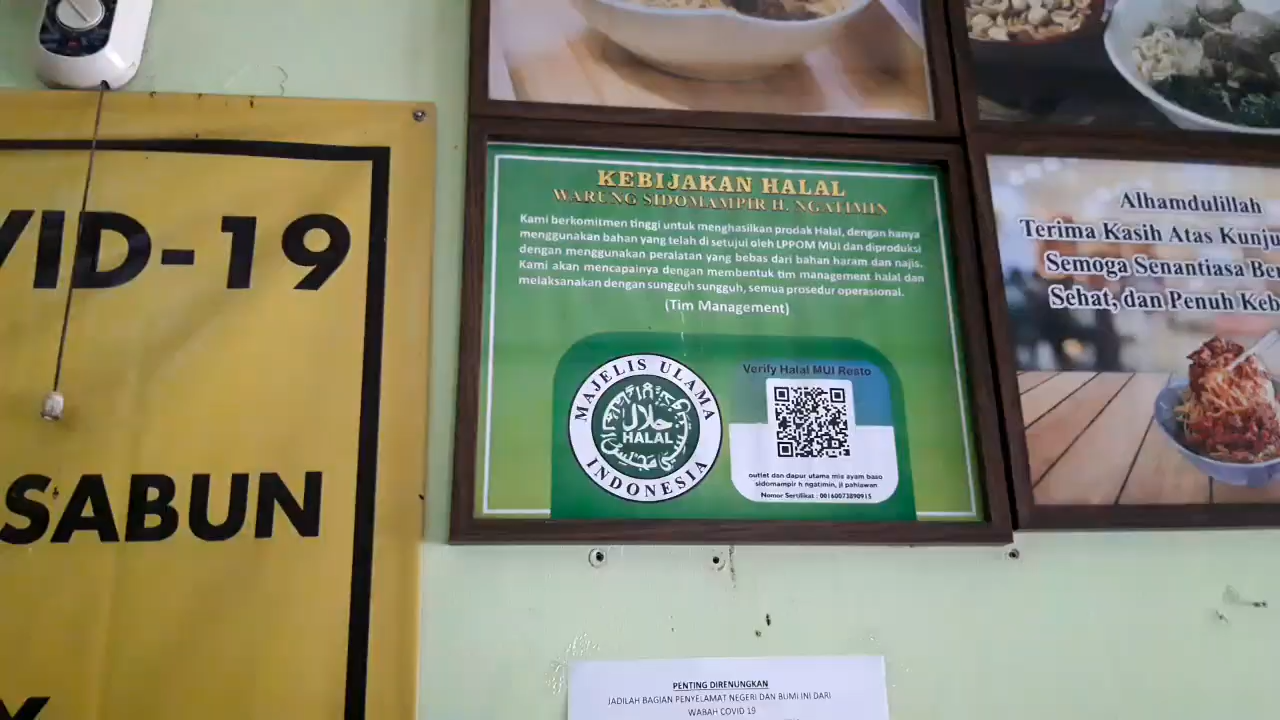 VID-19
SABUN
KEBIJAKAN HALAL
WARUNG SIDOMAMPIR H. NGATIMIN
Kami berkomitmen tinggi untuk menghasilkan prodak Halal, dengan hanya
menggunakan bahan yang telah di setujui oleh LPPOM MUI dan diproduksi
dengan menggunakan peralatan yang bebas dari bahan haram dan najis.
Kami akan mencapainya dengan membentuk tim management halal dan
melaksanakan dengan sungguh sungguh, semua prosedur operasional.
(Tim Management)
MAJELIS ULAMA
حلال
HALAL
INDONESIA
Verify Halal MUI Resto
outlet dan dapur utama mie ayam baso
sidomampir h ngatimin, jl pahlawan
Nomor Sertifikat : 00160073890915
Alhamdulillah
Terima Kasih Atas Kunju
Semoga Senantiasa Ber
Sehat, dan Penuh Keb
PENTING DIRENUNGKAN
JADILAH BAGIAN PENYELAMAT NEGERI DAN BUMI INI DARI
WABAH COVID 19